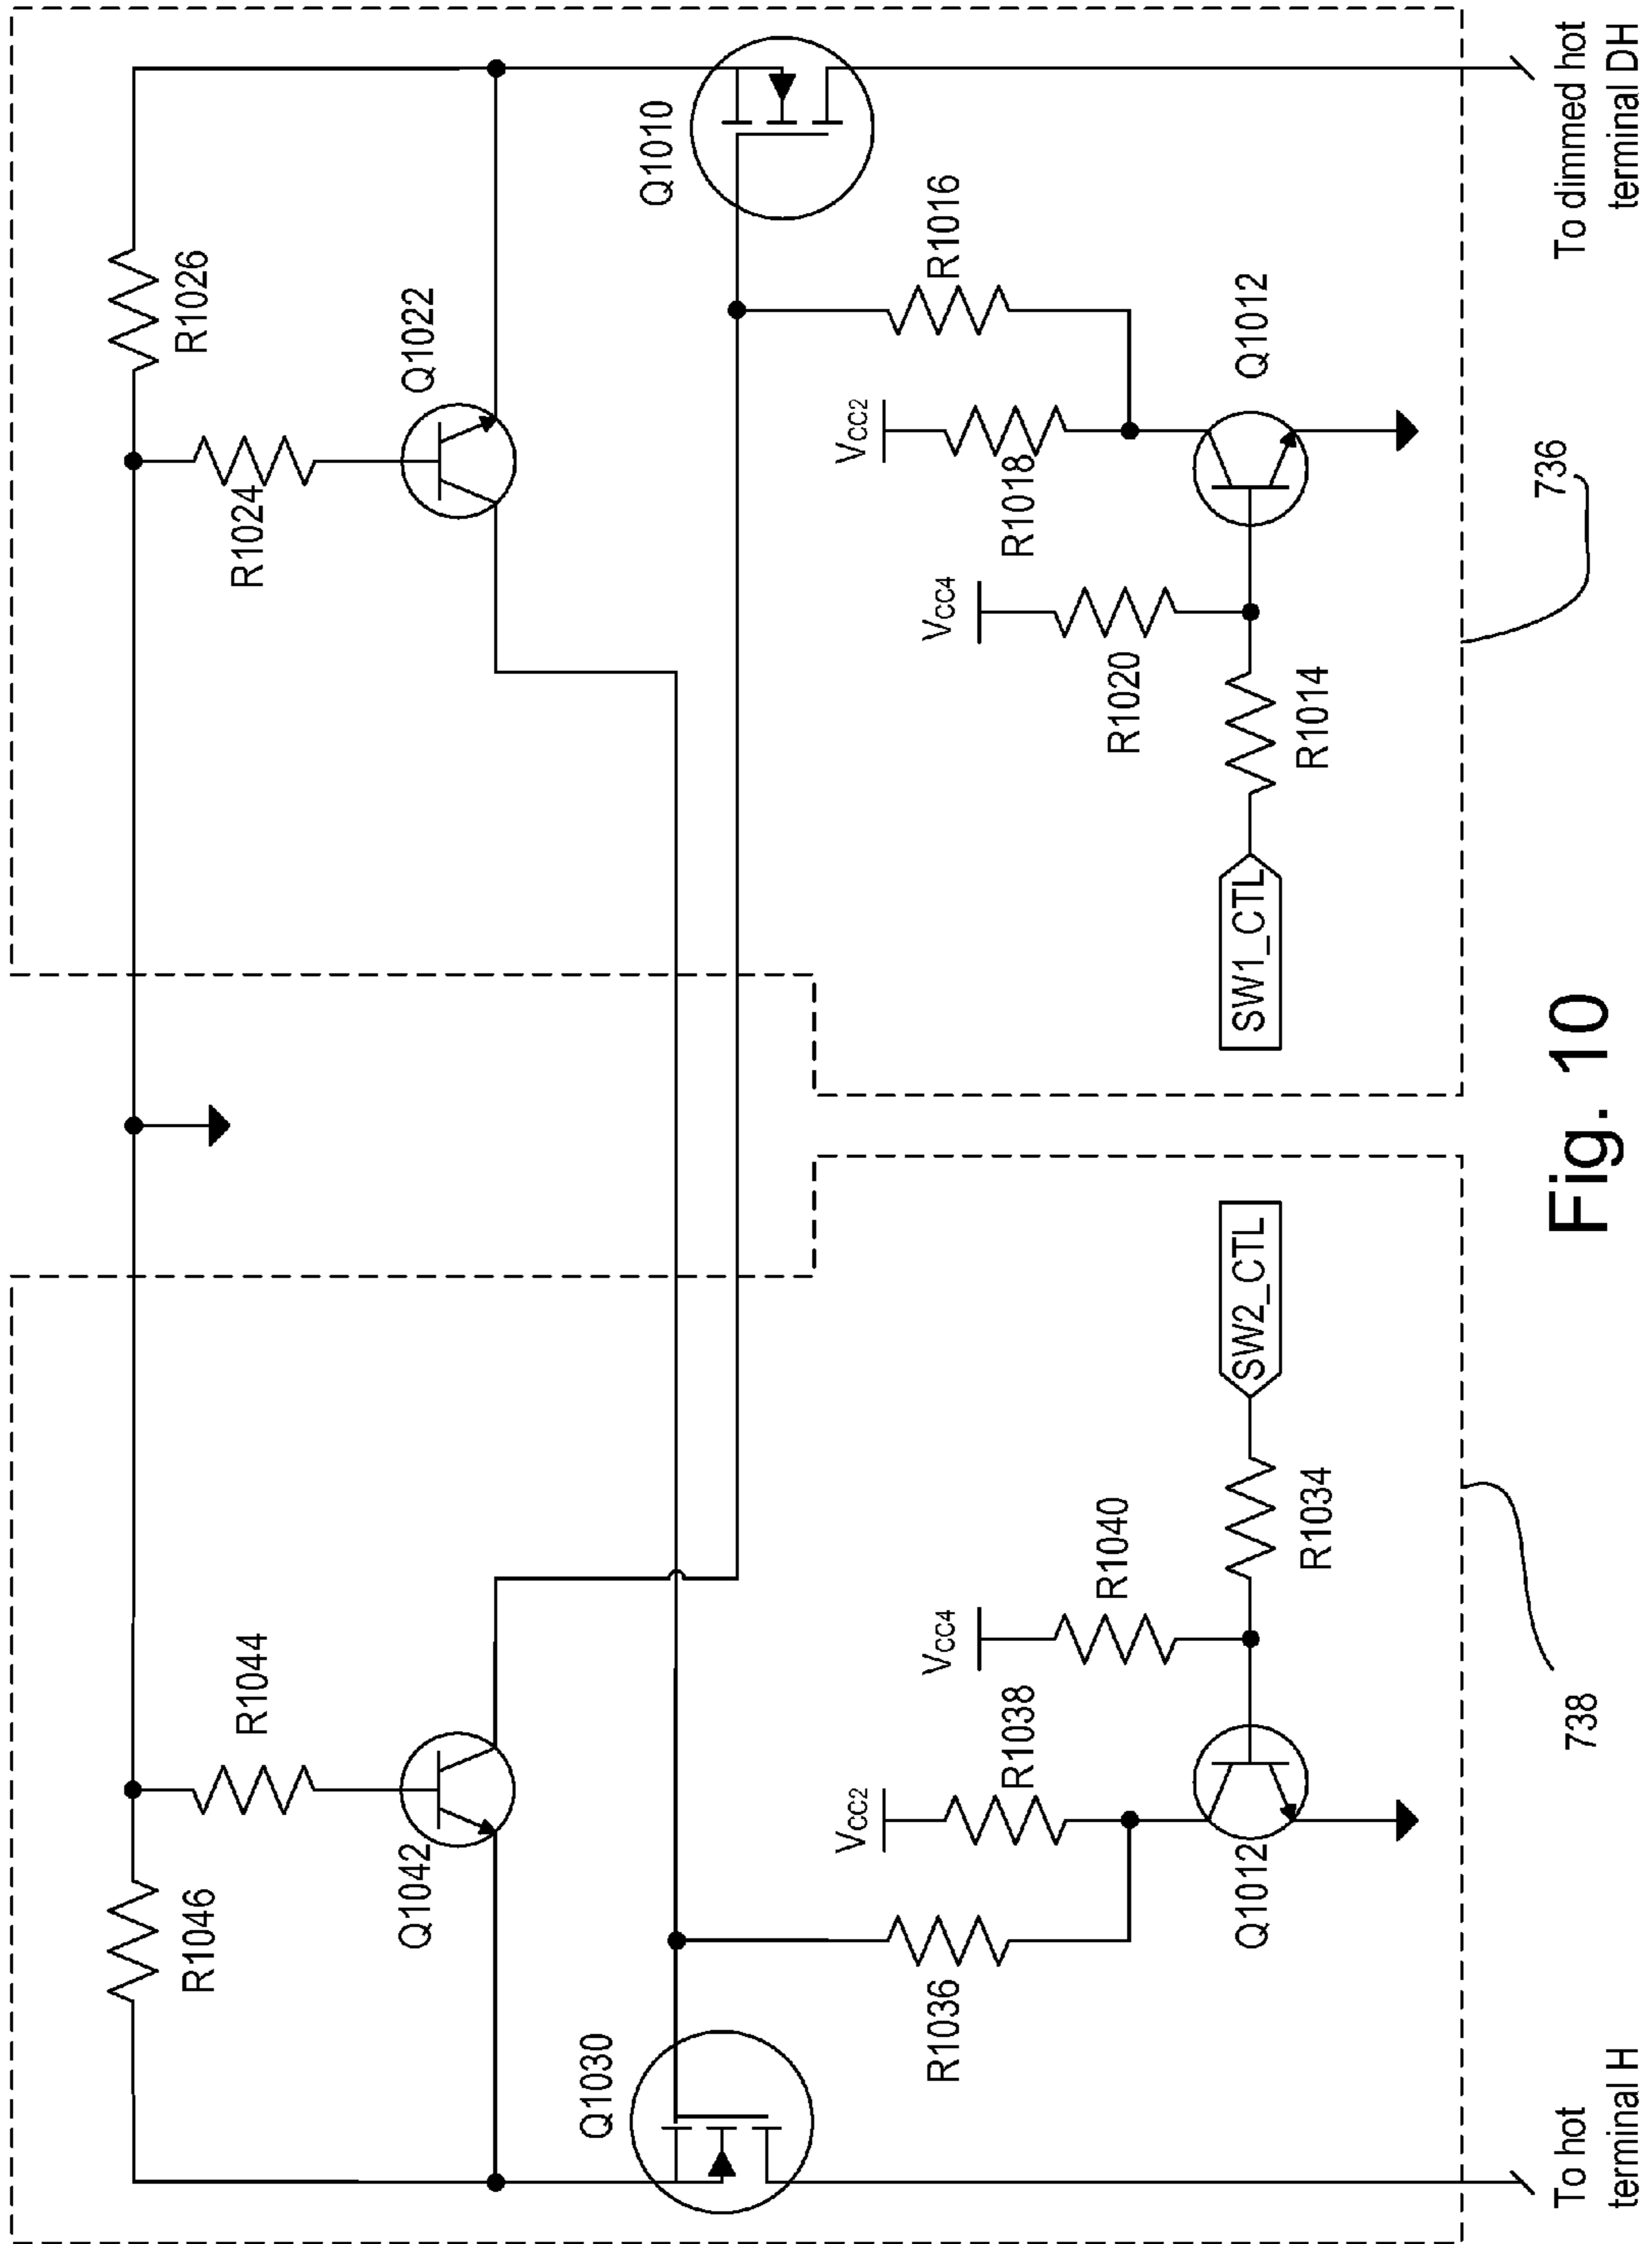 R1046
R1044
R1024
R1026
Q1042
Q1022
Q1030
Q1010
VCC2
VCC4
VCC4
VCC2
R1036
R1038
R1040
R1020
R1018
R1016
Q1012
R1034
SW2_CTL
SW1_CTL
R1014
Q1012
738
736
To hot
terminal H
To dimmed hot
terminal DH
Fig. 10